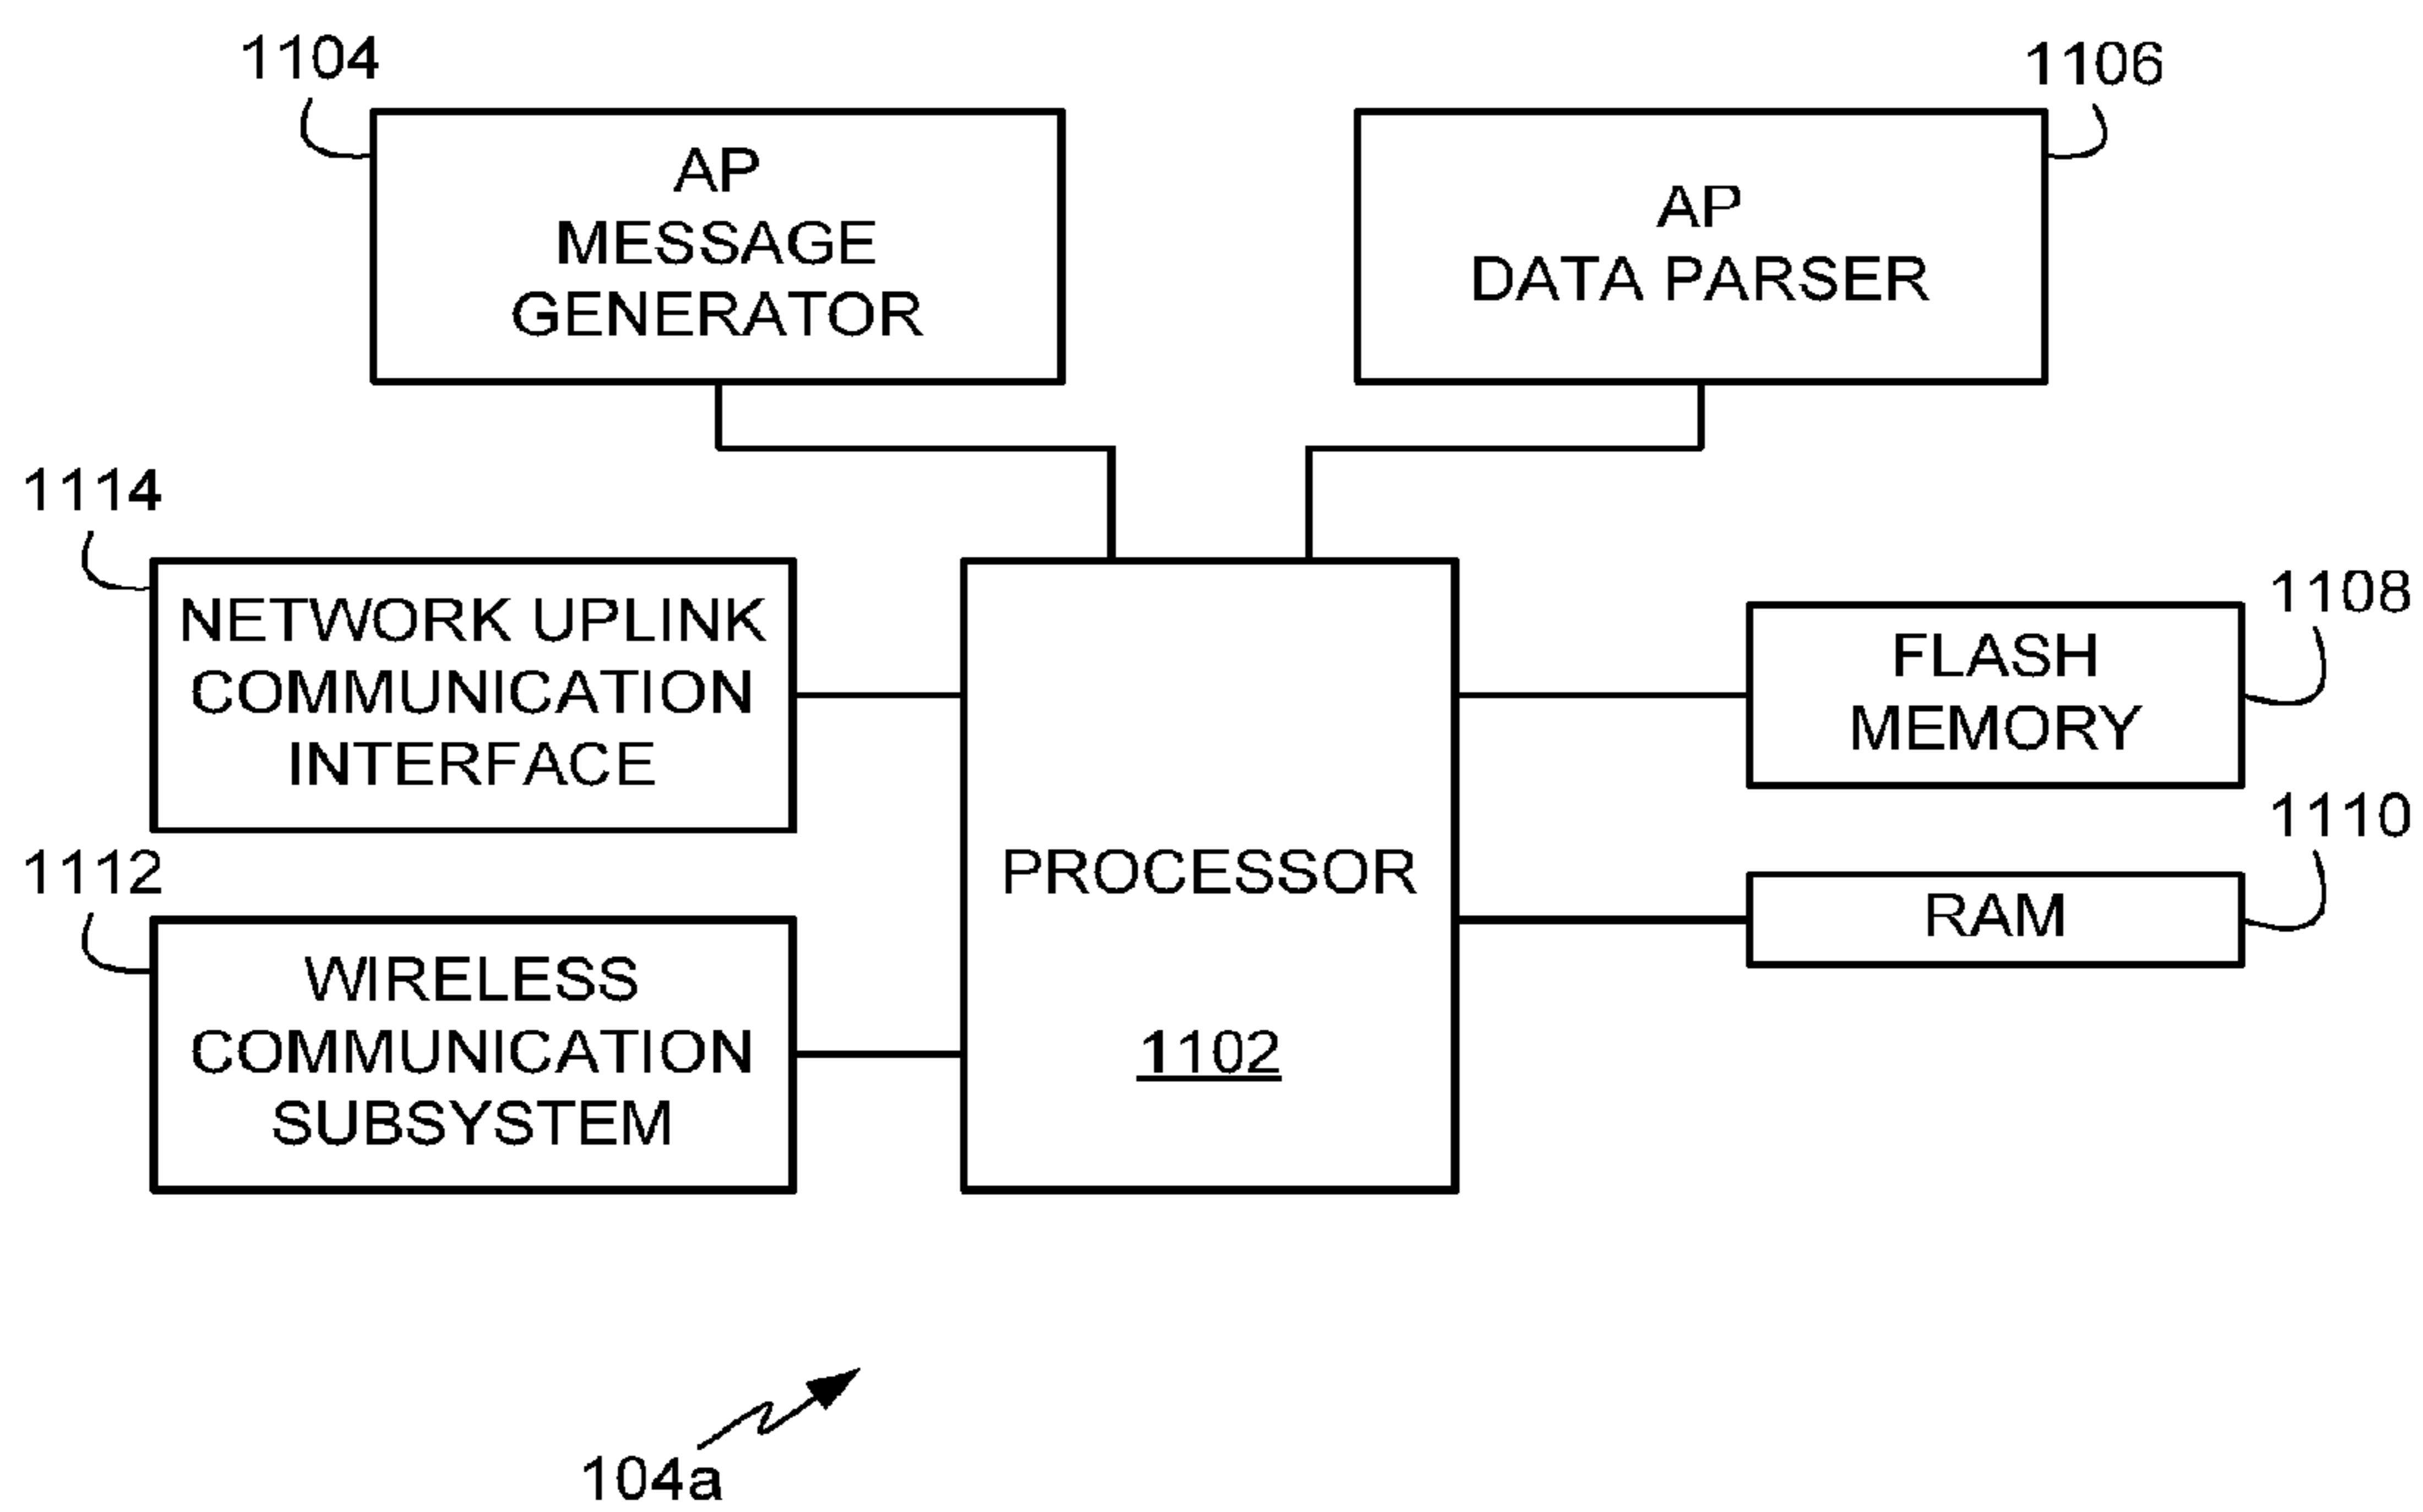 1104
AP
MESSAGE
GENERATOR
1106
AP
DATA PARSER
1114
NETWORK UPLINK
COMMUNICATION
INTERFACE
1112
WIRELESS
COMMUNICATION
SUBSYSTEM
PROCESSOR
1102
1108
FLASH
MEMORY
1110
RAM
104a